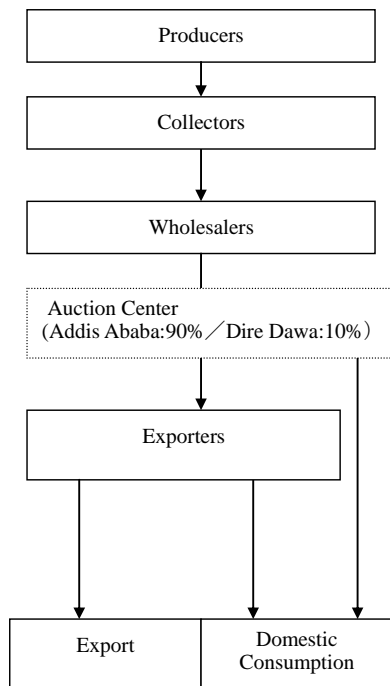 Producers
Collectors
Wholesalers
Auction Center
(Addis Ababa:90%／Dire Dawa:10%）
Exporters
Export
Domestic
Consumption